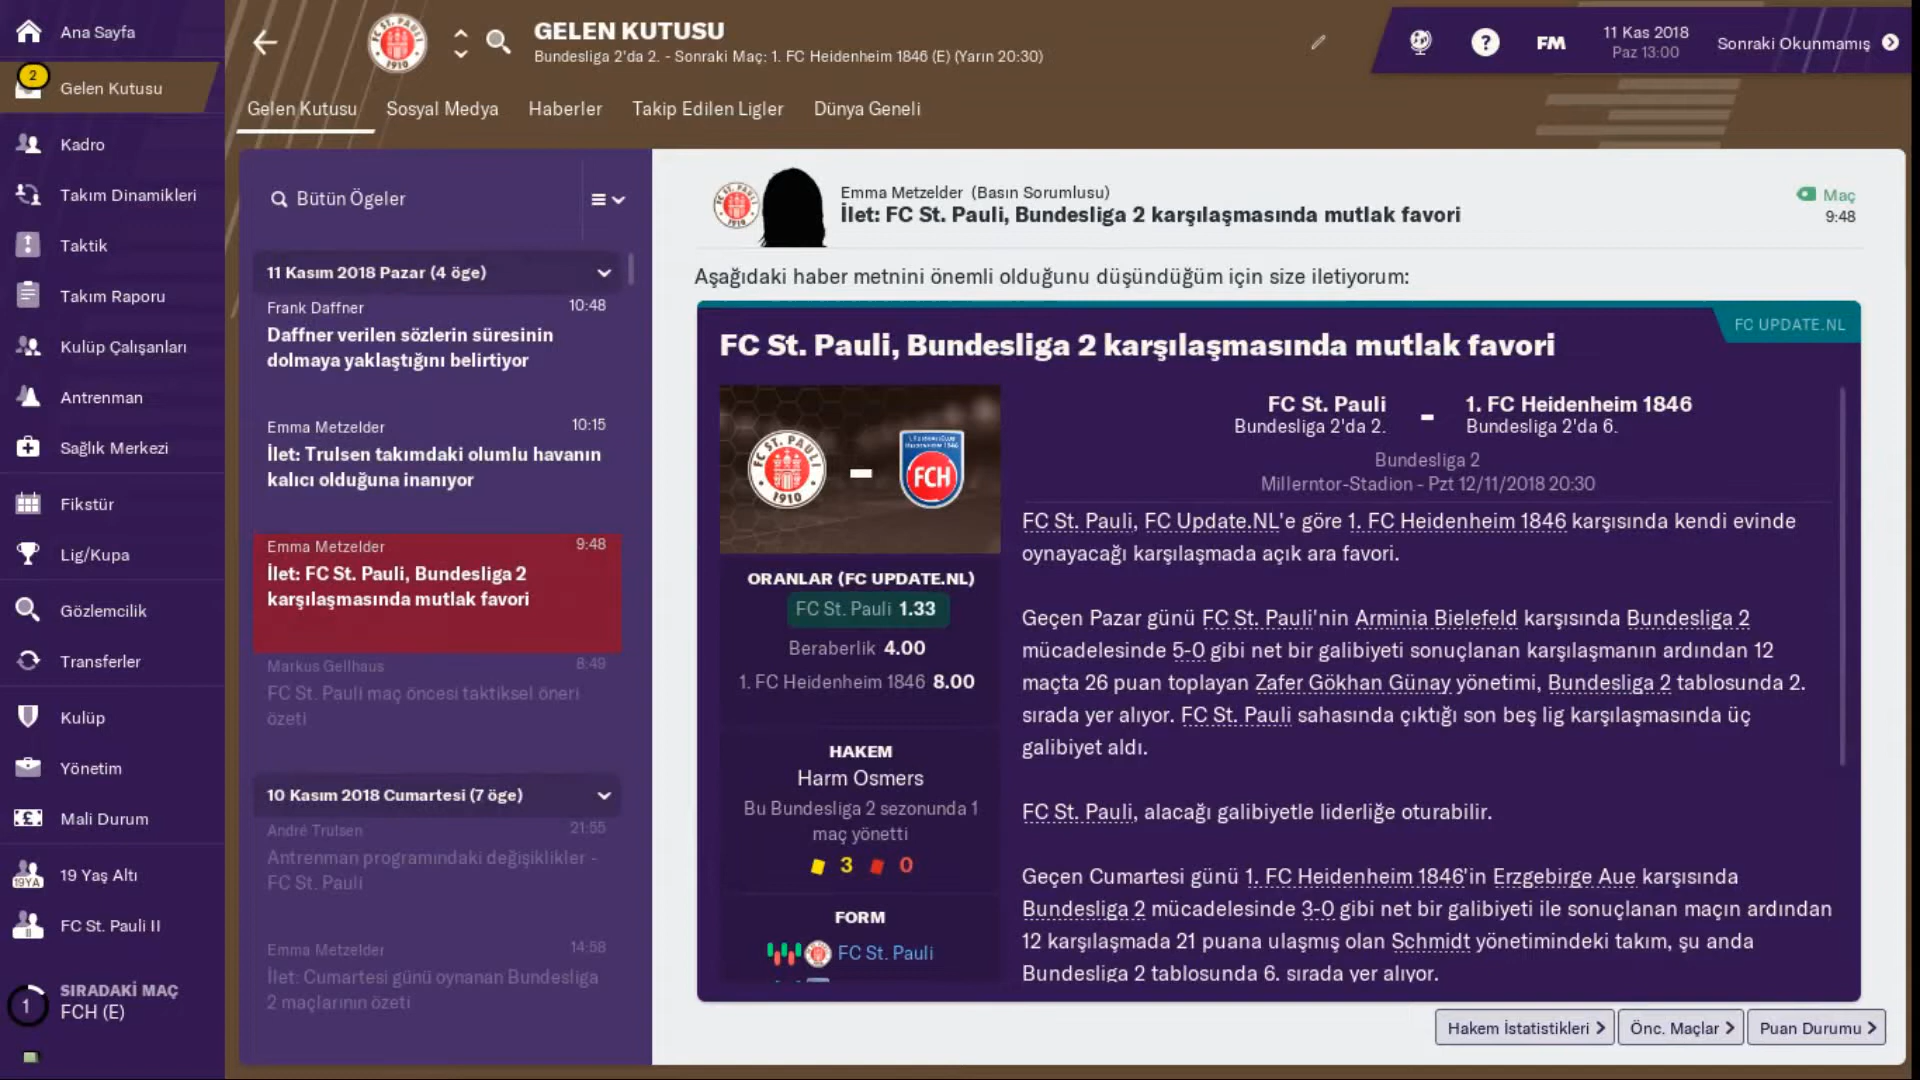 Ana Sayfa
2
Gelen Kutusu
Kadro
Takım Dinamikleri
Taktik
Takım Raporu
Kulüp Çalışanları
Antrenman
Sağlık Merkezi
Fikstür
Lig/Kupa
Gözlemcilik
Transferler
Kulüp
Yönetim
Mali Durum
19YA
19 Yaş Altı
II
FC St. Pauli II
1
SIRADAKİ MAÇ
FCH (E)
GELEN KUTUSU
Bundesliga 2'da 2. - Sonraki Maç: 1. FC Heidenheim 1846 (E) (Yarın 20:30)
?
FM
11 Kas 2018
Paz 13:00
Sonraki Okunmamış
Gelen Kutusu
Sosyal Medya
Haberler
Takip Edilen Ligler
Dünya Geneli
Bütün Ögeler
11 Kasım 2018 Pazar (4 öge)
Frank Daffner
10:48
Daffner verilen sözlerin süresinin
dolmaya yaklaştığını belirtiyor
Emma Metzelder
10:15
İlet: Trulsen takımdaki olumlu havanın
kalıcı olduğuna inanıyor
Emma Metzelder
9:48
İlet: FC St. Pauli, Bundesliga 2
karşılaşmasında mutlak favori
Markus Gellhaus
8:49
FC St. Pauli maç öncesi taktiksel öneri
özeti
10 Kasım 2018 Cumartesi (7 öge)
André Trulsen
21:55
Antrenman programındaki değişiklikler -
FC St. Pauli
Emma Metzelder
14:58
İlet: Cumartesi günü oynanan Bundesliga
2 maçlarının özeti
Emma Metzelder (Basın Sorumlusu)
İlet: FC St. Pauli, Bundesliga 2 karşılaşmasında mutlak favori
Maç
9:48
Aşağıdaki haber metnini önemli olduğunu düşündüğüm için size iletiyorum:
FC UPDATE.NL
FC St. Pauli, Bundesliga 2 karşılaşmasında mutlak favori
FC ST. PAULI
1910
FCH
ORANLAR (FC UPDATE.NL)
FC St. Pauli 1.33
Beraberlik 4.00
1. FC Heidenheim 1846 8.00
HAKEM
Harm Osmers
Bu Bundesliga 2 sezonunda 1
maç yönetti
3 0
FORM
FC St. Pauli
FC St. Pauli - 1. FC Heidenheim 1846
Bundesliga 2'da 2. Bundesliga 2'da 6.
Bundesliga 2
Millerntor-Stadion - Pzt 12/11/2018 20:30
FC St. Pauli, FC Update.NL'e göre 1. FC Heidenheim 1846 karşısında kendi evinde
oynayacağı karşılaşmada açık ara favori.
Geçen Pazar günü FC St. Pauli'nin Arminia Bielefeld karşısında Bundesliga 2
mücadelesinde 5-0 gibi net bir galibiyeti sonuçlanan karşılaşmanın ardından 12
maçta 26 puan toplayan Zafer Gökhan Günay yönetimi, Bundesliga 2 tablosunda 2.
sırada yer alıyor. FC St. Pauli sahasında çıktığı son beş lig karşılaşmasında üç
galibiyet aldı.
FC St. Pauli, alacağı galibiyetle liderliğe oturabilir.
Geçen Cumartesi günü 1. FC Heidenheim 1846'in Erzgebirge Aue karşısında
Bundesliga 2 mücadelesinde 3-0 gibi net bir galibiyeti ile sonuçlanan maçın ardından
12 karşılaşmada 21 puana ulaşmış olan Schmidt yönetimindeki takım, şu anda
Bundesliga 2 tablosunda 6. sırada yer alıyor.
Hakem İstatistikleri
Önc. Maçlar
Puan Durumu